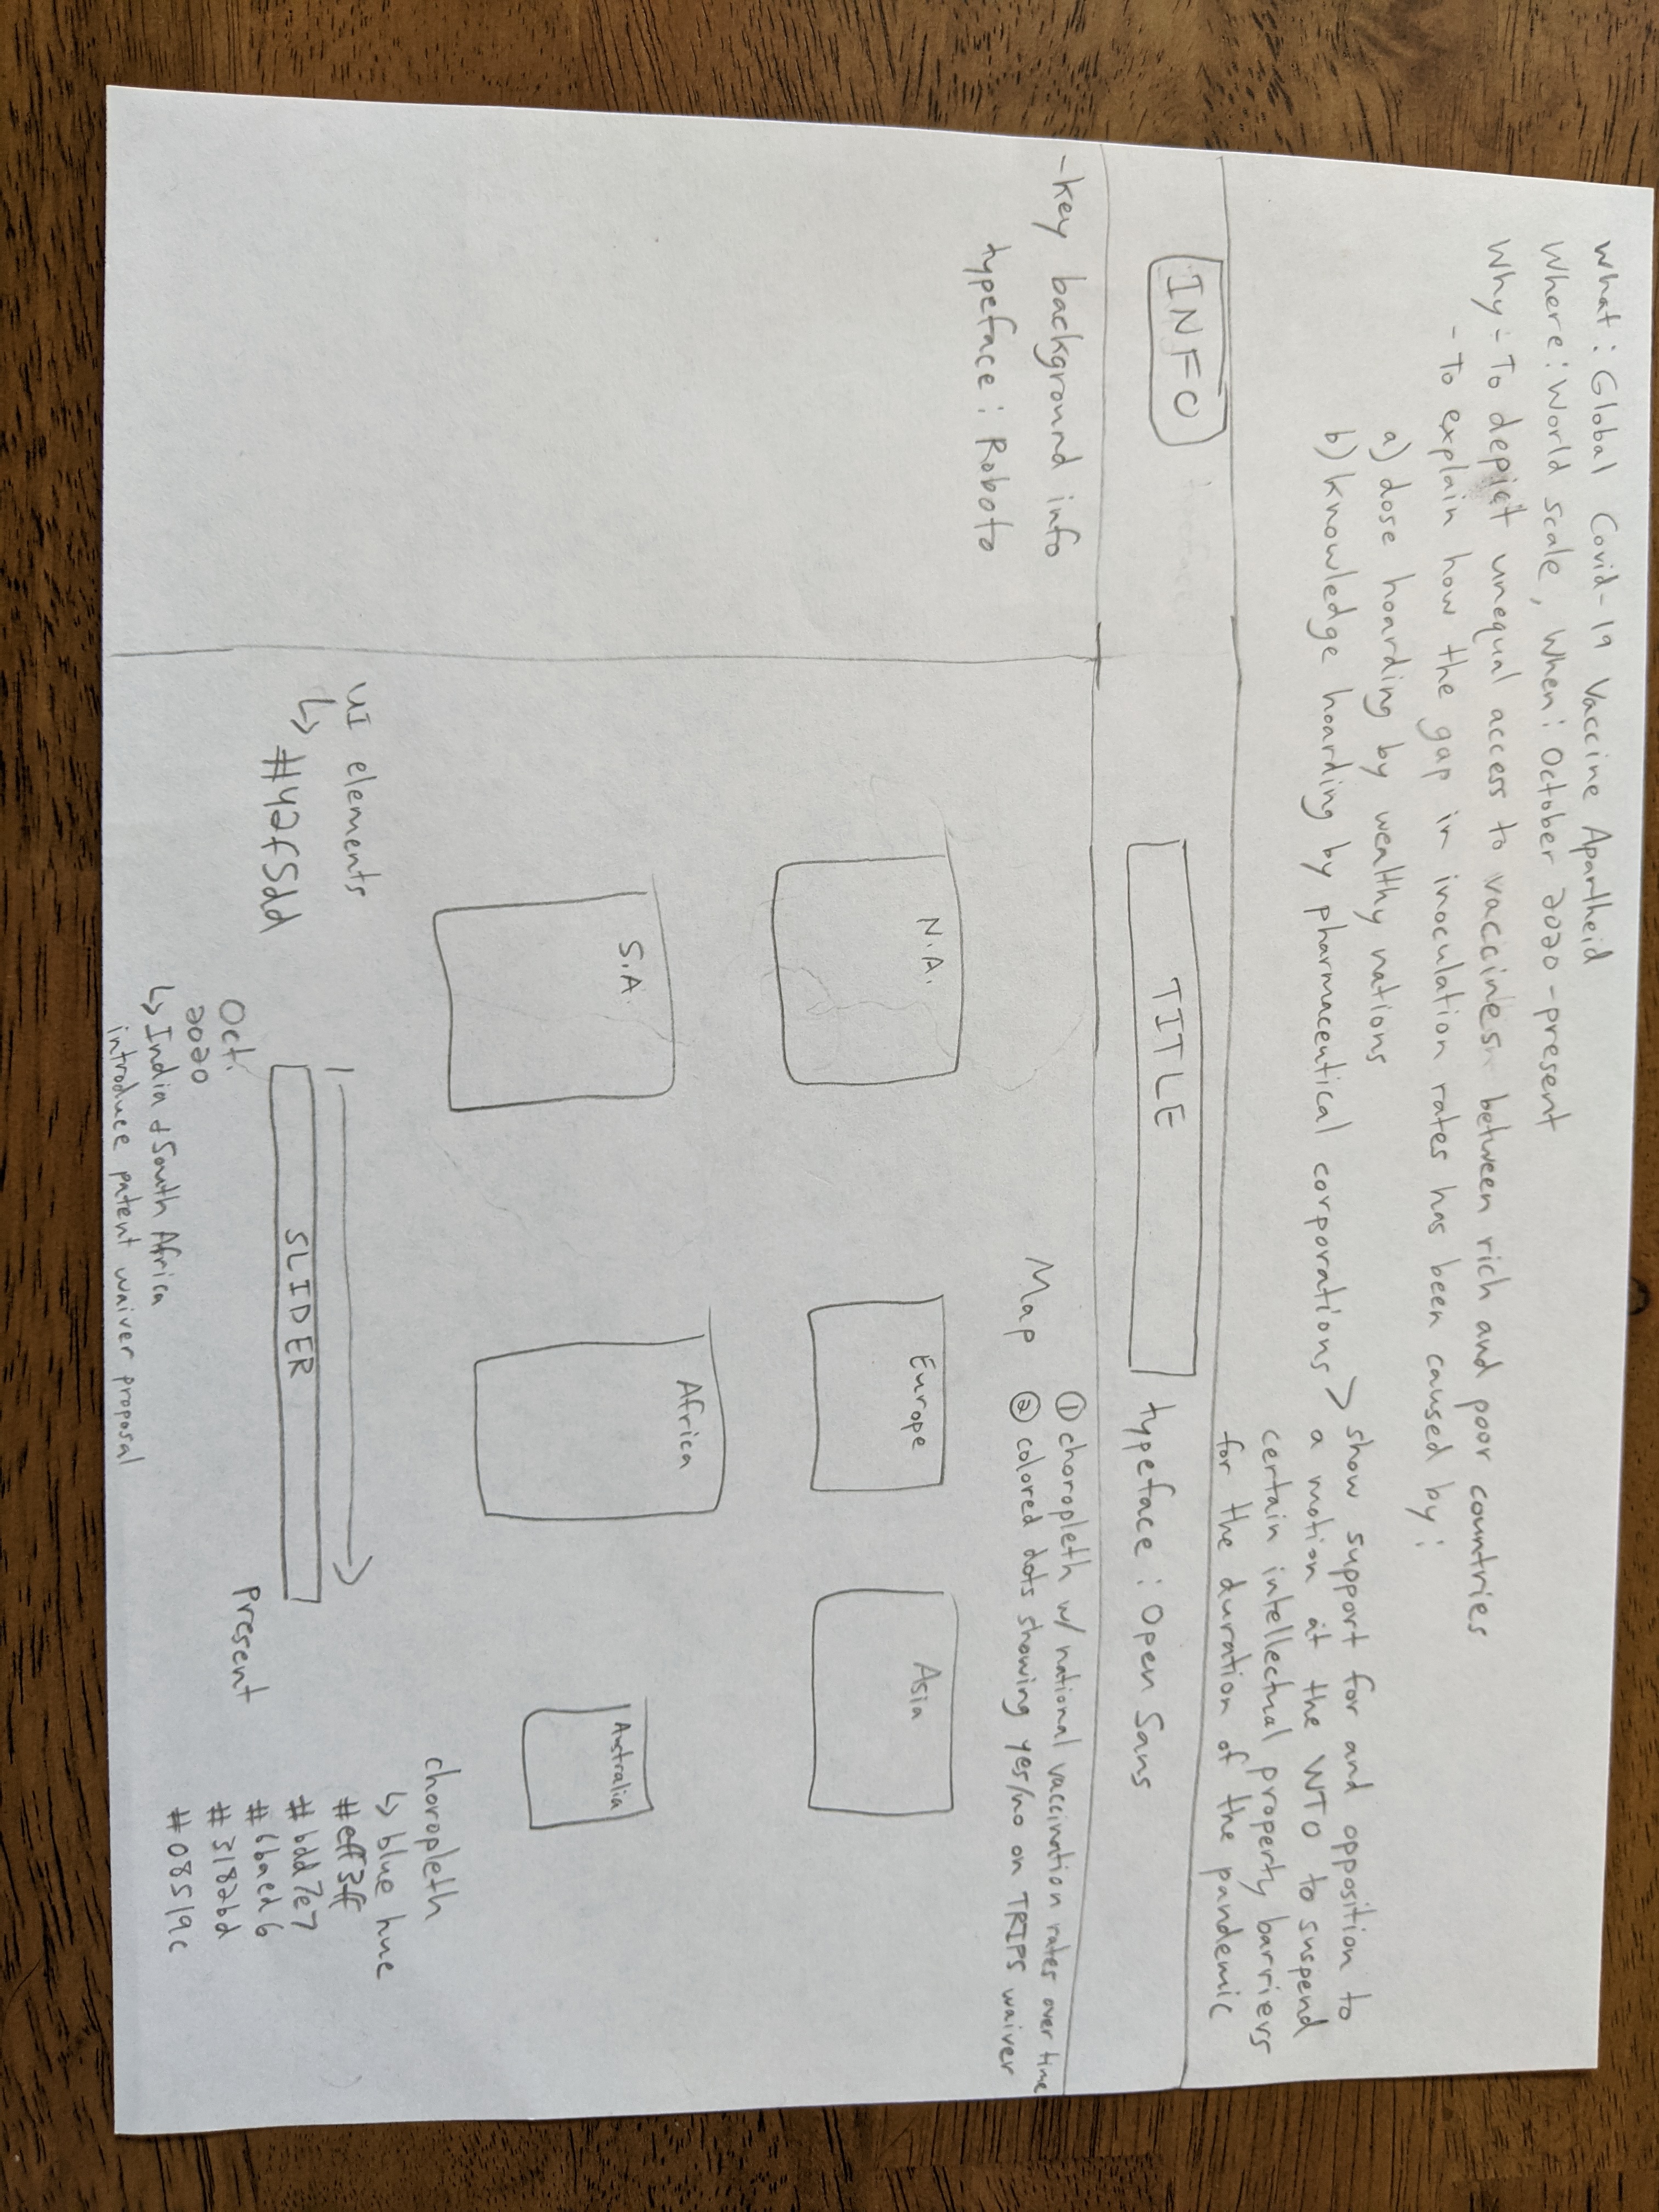 What: Global Covid-19 Vaccine Apartheid
Where: World scale, When: October 2020-present
Why - To depict unequal access to vaccines between rich and poor countries
- To explain how the gap in inoculation rates has been caused by:
a) dose hoarding by wealthy nations
b) knowledge hoarding by pharmaceutical corporations >
show support for and opposition to
a motion at the WTO to suspend
certain intellectual property barriers
for the duration of the pandemic
INFO
TITLE
typeface: Open Sans
- key background info
typeface: Roboto
Map
① choropleth w/ national vaccination rates over time
② colored dots showing yes/no on TRIPS waiver
N.A.
Europe
Asia
S.A.
Africa
Australia
UI elements
↳ #42f5dd
SLIDER
Oct.
2020
↳ India & South Africa
introduce patent waiver proposal
Present
choropleth
↳ blue hue
#eff3ff
#bdd7e7
#6baed6
#3182bd
#08519c